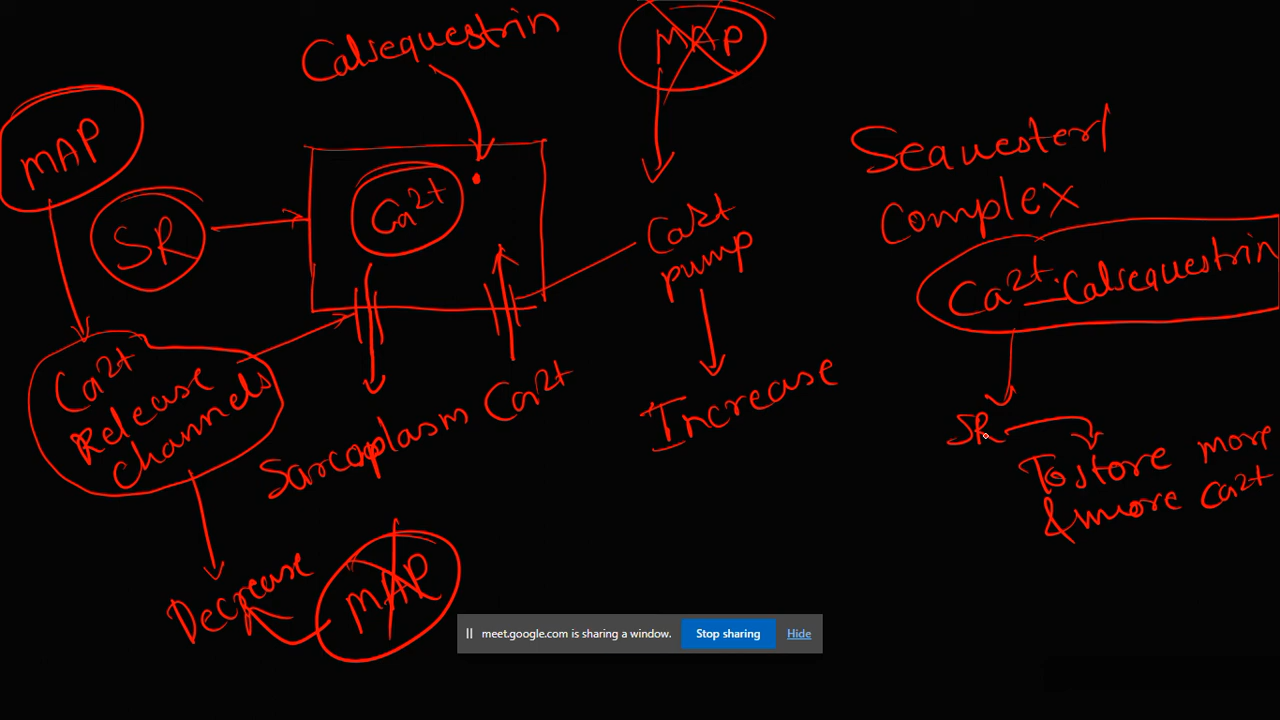 Calsequestrin
MAP
MAP
SR
Ca2+
Ca2+
Release
channels
Sarcoplasm Ca2+
Decrease
MAP
Ca2+
pump
Increase
Sequester/
Complex
Ca2+. Calsequestrin
SR
To store more
& more Ca2+
meet.google.com is sharing a window. Stop sharing Hide